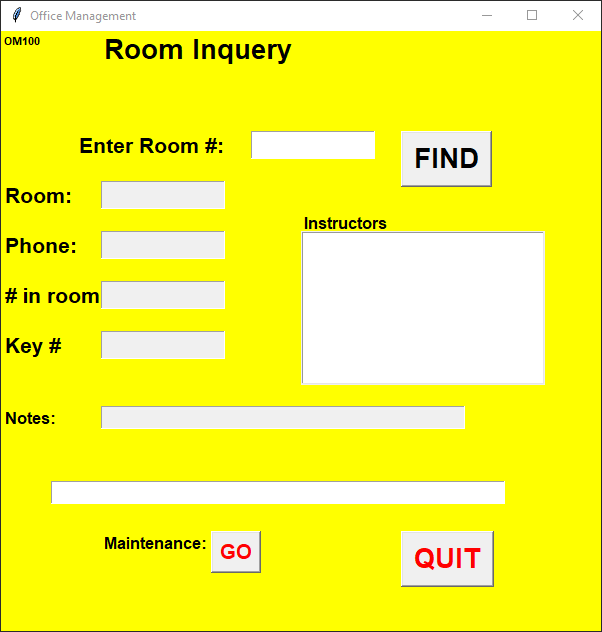 Office Management
OM100
Room Inquery
Enter Room #:
FIND
Room:
Instructors
Phone:
# in room
Key #
Notes:
Maintenance:
GO
QUIT